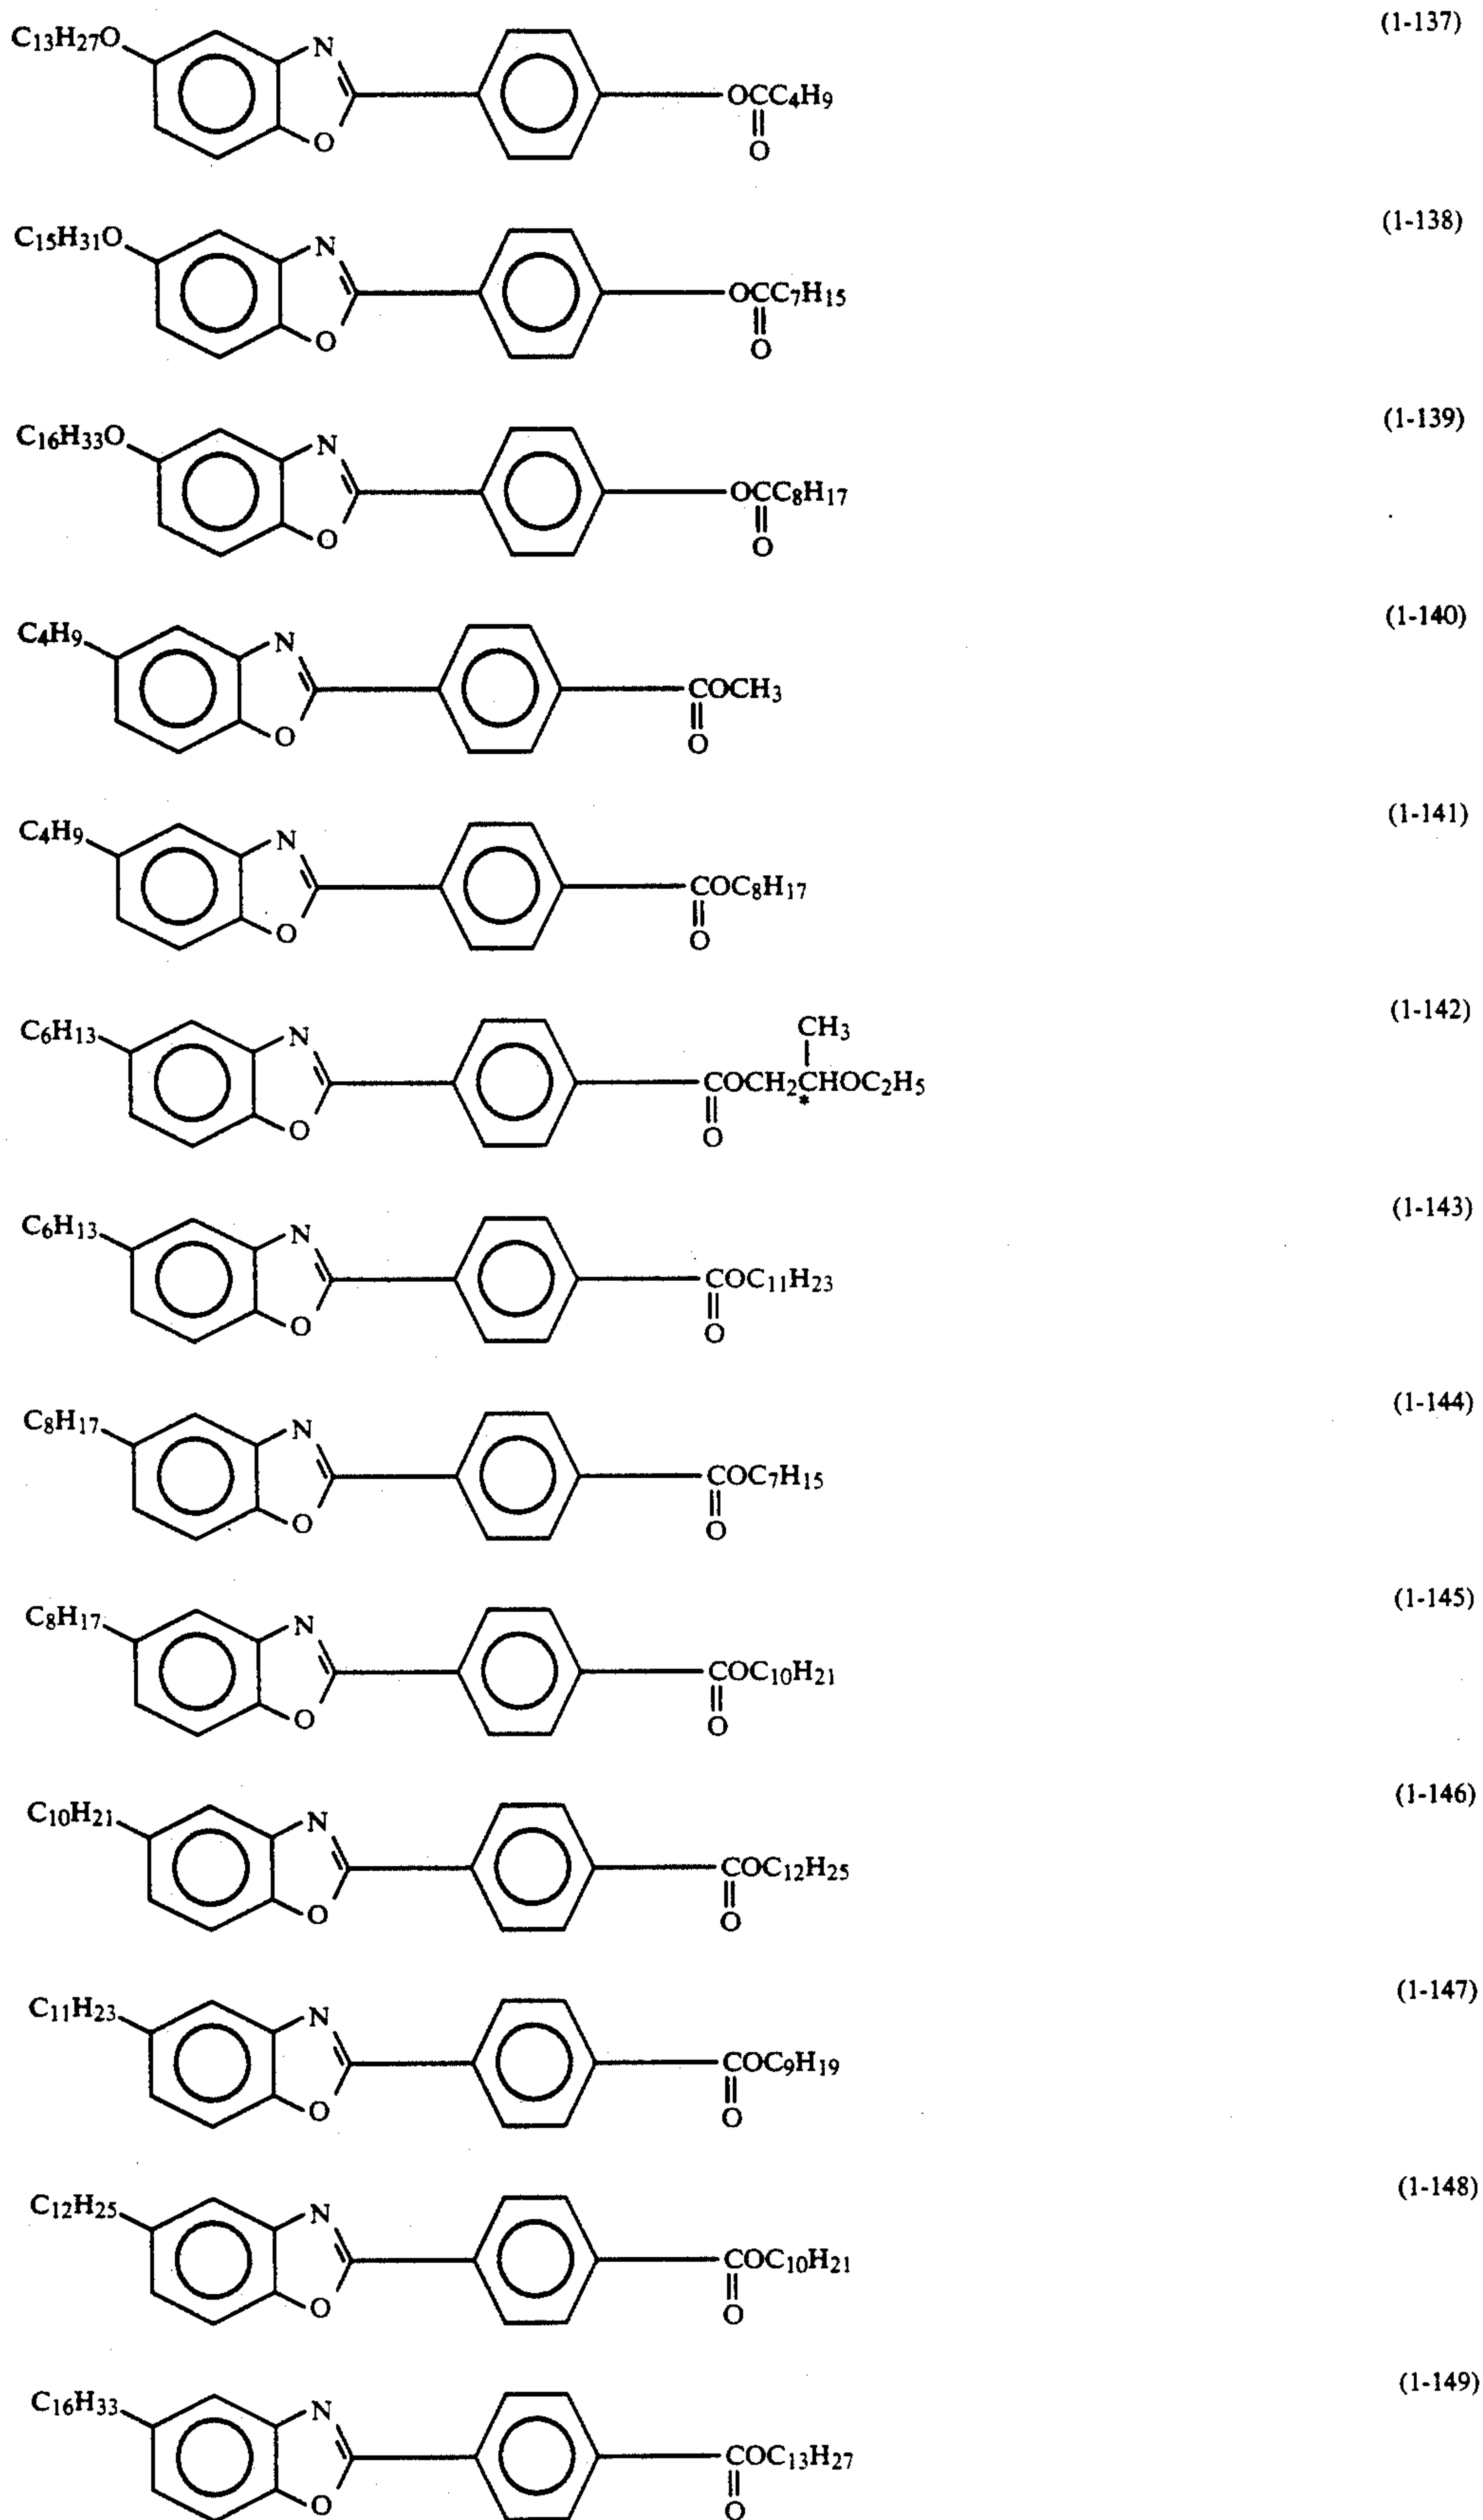 (1-137)
C13H27O N O OCC4H9 O
(1-138)
C15H31O N O OCC7H15 O
(1-139)
C16H33O N O OCC8H17 O
(1-140)
C4H9 N O COCH3 O
(1-141)
C4H9 N O COC8H17 O
(1-142)
C6H13 N O CH3 COCH2CHOC2H5 * O
(1-143)
C6H13 N O COC11H23 O
(1-144)
C8H17 N O COC7H15 O
(1-145)
C8H17 N O COC10H21 O
(1-146)
C10H21 N O COC12H25 O
(1-147)
C11H23 N O COC9H19 O
(1-148)
C12H25 N O COC10H21 O
(1-149)
C16H33 N O COC13H27 O